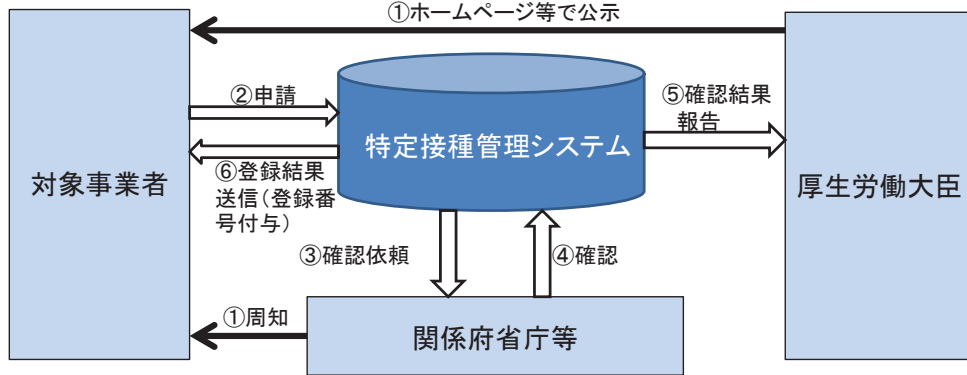 ①ホームページ等で公示
②申請
⑤確認結果
報告
特定接種管理システム
対象事業者
厚生労働大臣
⑥登録結果
送信(登録番
号付与)
③確認依頼
④確認
①周知
関係府省庁等